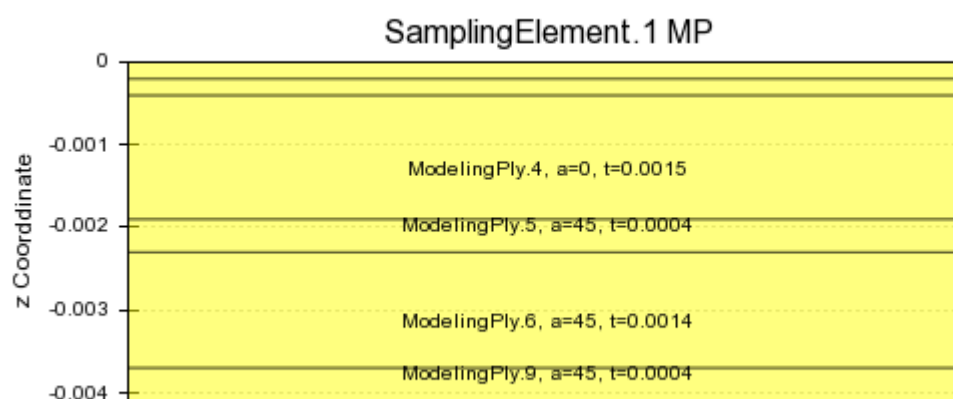 SamplingElement.1 MP
0
-0.001
ModelingPly.4, a=0, t=0.0015
z Coorddinate
-0.002
ModelingPly.5, a=45, t=0.0004
-0.003
ModelingPly.6, a=45, t=0.0014
ModelingPly.9, a=45, t=0.0004
-0.004